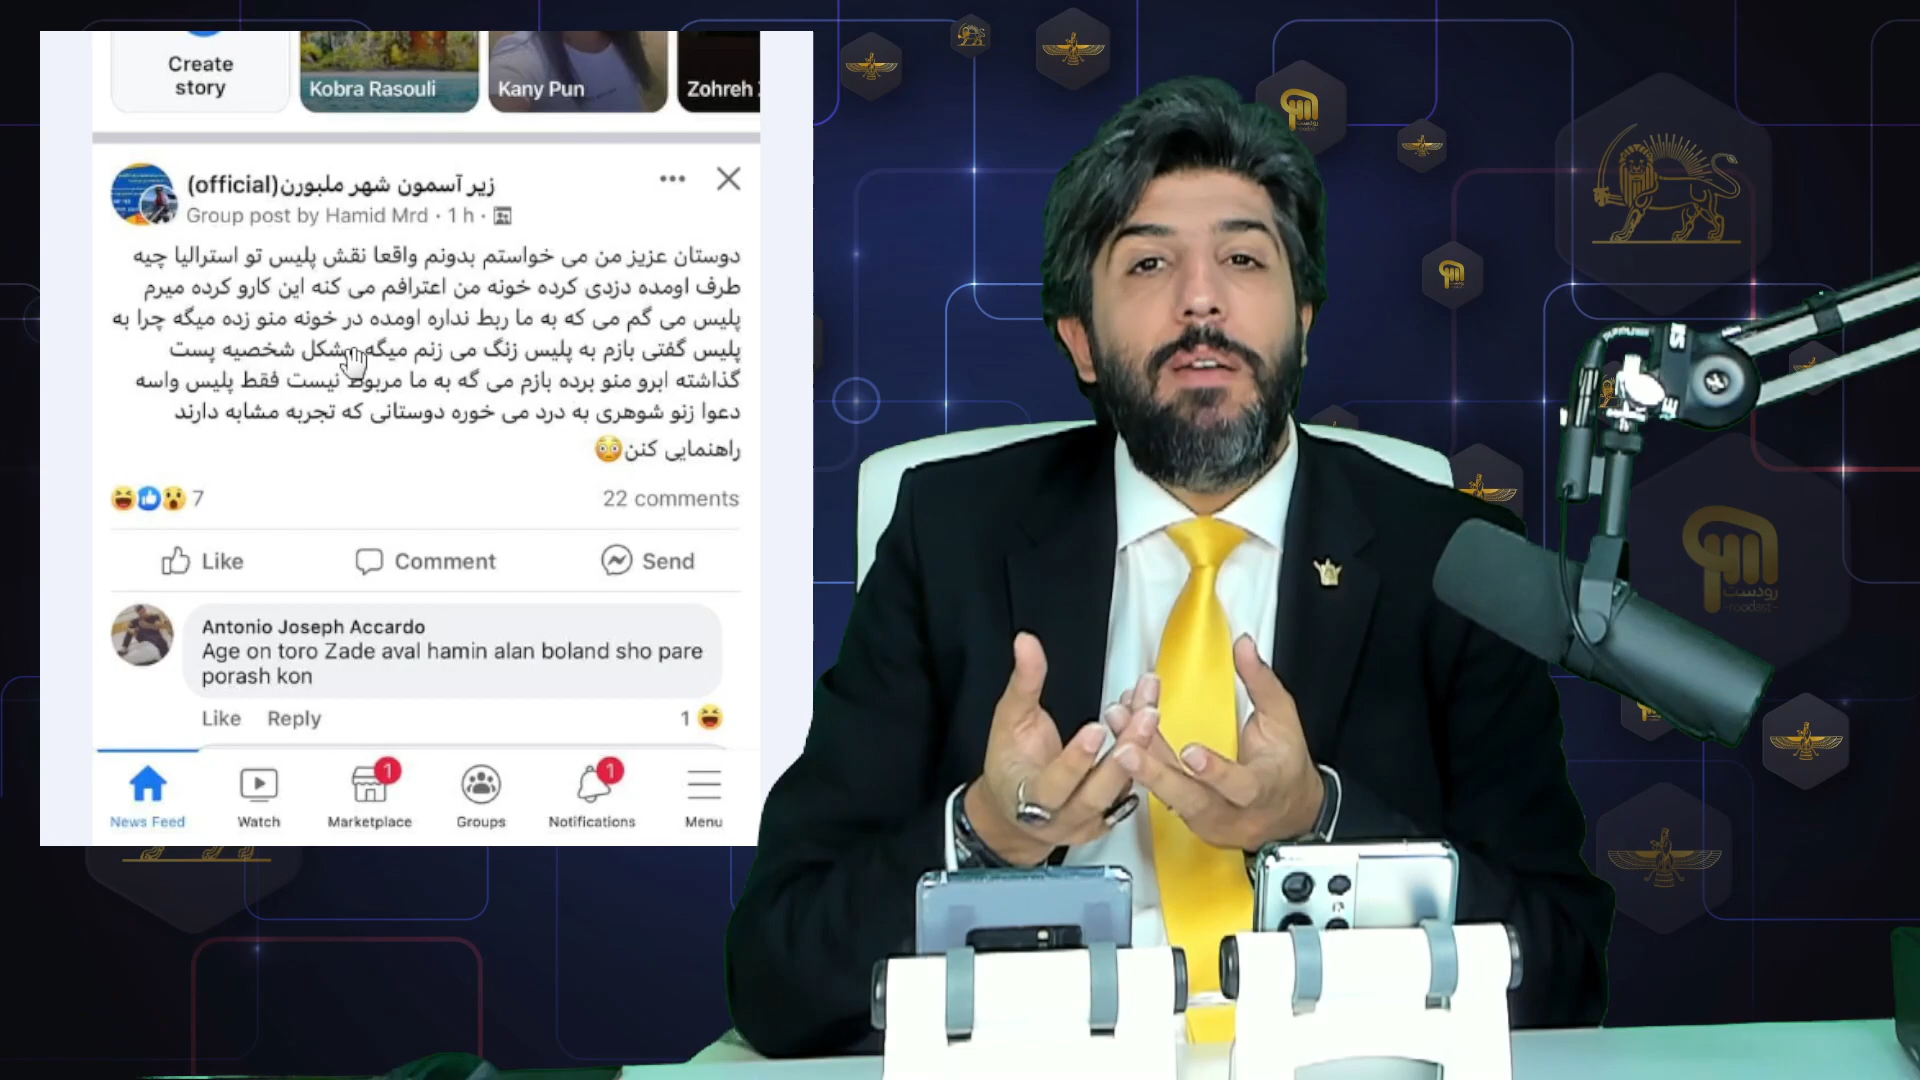 Create
story
Kobra Rasouli
Kany Pun
Zohreh
زیر آسمون شهر ملبورن(official)
Group post by Hamid Mrd · 1 h ·
دوستان عزیز من می خواستم بدونم واقعا نقش پلیس تو استرالیا چیه
طرف اومده دزدی کرده خونه من اعترافم می کنه این کارو کرده میرم
پلیس می گم می که به ما ربط نداره اومده در خونه منو زده میگه چرا به
پلیس گفتی بازم به پلیس زنگ می زنم میگه مشکل شخصیه پست
گذاشته ابرو منو برده بازم می گه به ما مربوط نیست فقط پلیس واسه
دعوا زنو شوهری به درد می خوره دوستانی که تجربه مشابه دارند
راهنمایی کنن😳
7
22 comments
Like
Comment
Send
Antonio Joseph Accardo
Age on toro Zade aval hamin alan boland sho pare
porash kon
Like Reply
1
1
1
News Feed
Watch
Marketplace
Groups
Notifications
Menu
رودست
-roodast-